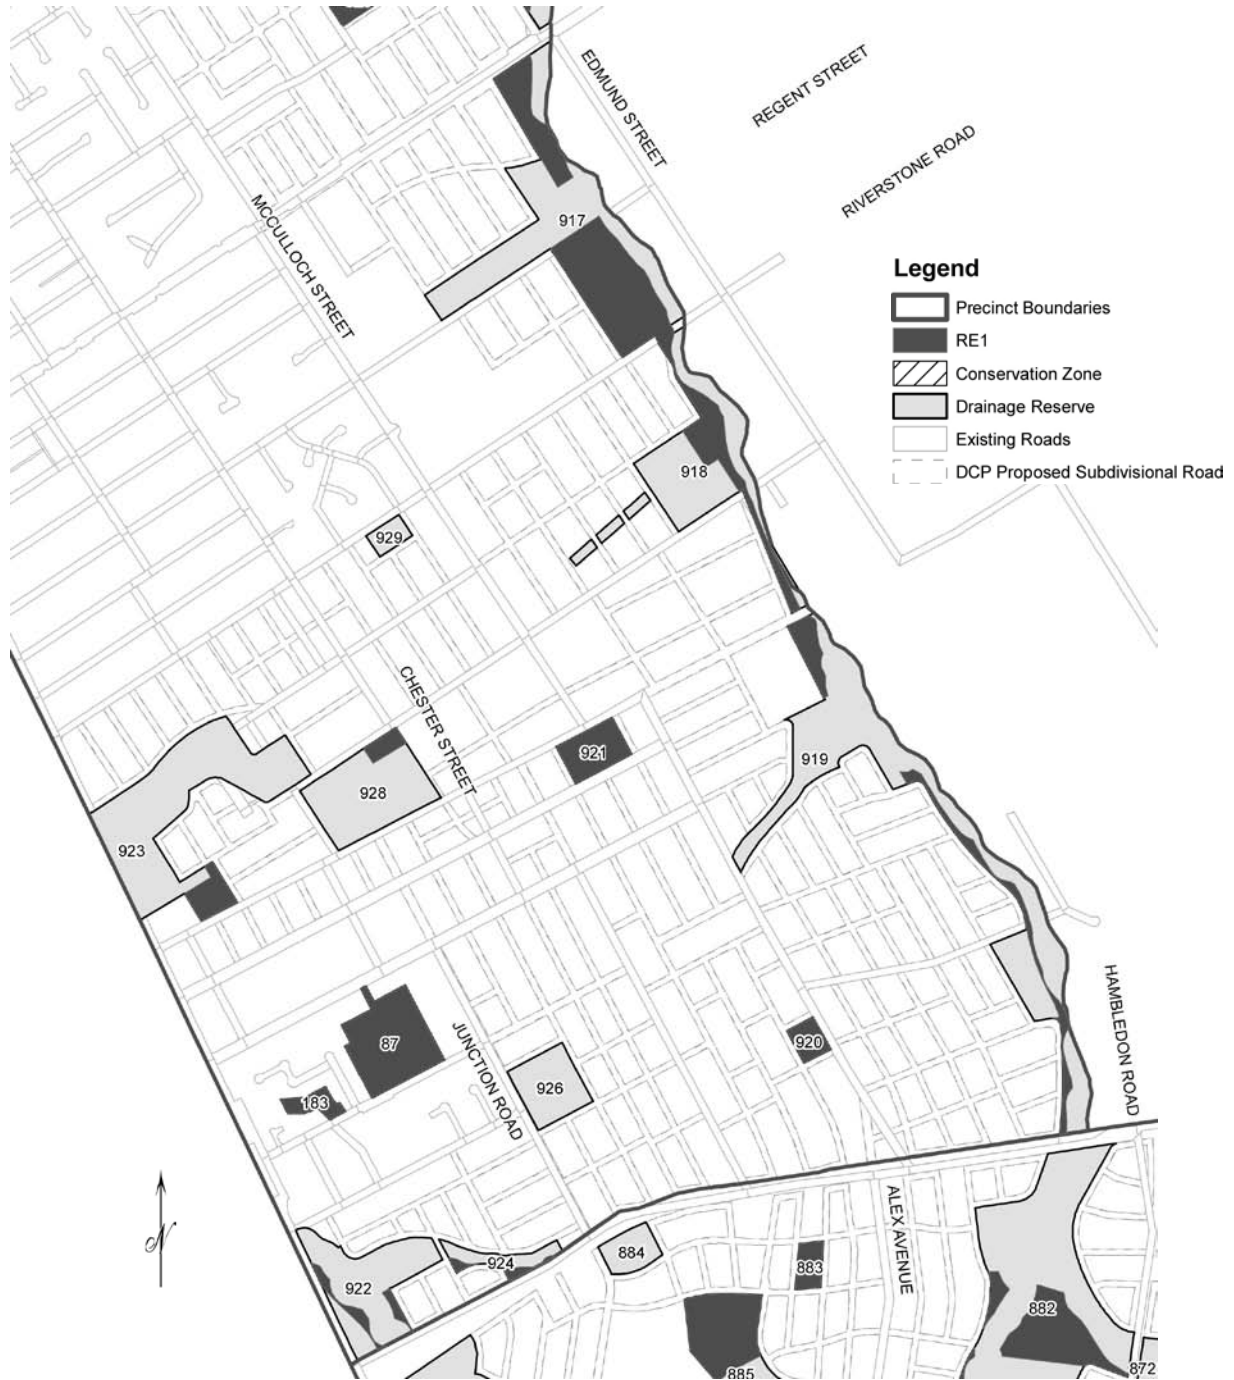 EDMUND STREET
REGENT STREET
RIVERSTONE ROAD
MCCULLOCH STREET
917
Legend
Precinct Boundaries
RE1
Conservation Zone
Drainage Reserve
Existing Roads
DCP Proposed Subdivisional Road
918
929
CHESTER STREET
921
919
928
923
HAMBLEDON ROAD
JUNCTION ROAD
87
920
926
183
N
ALEX AVENUE
884
924
883
922
882
872
885